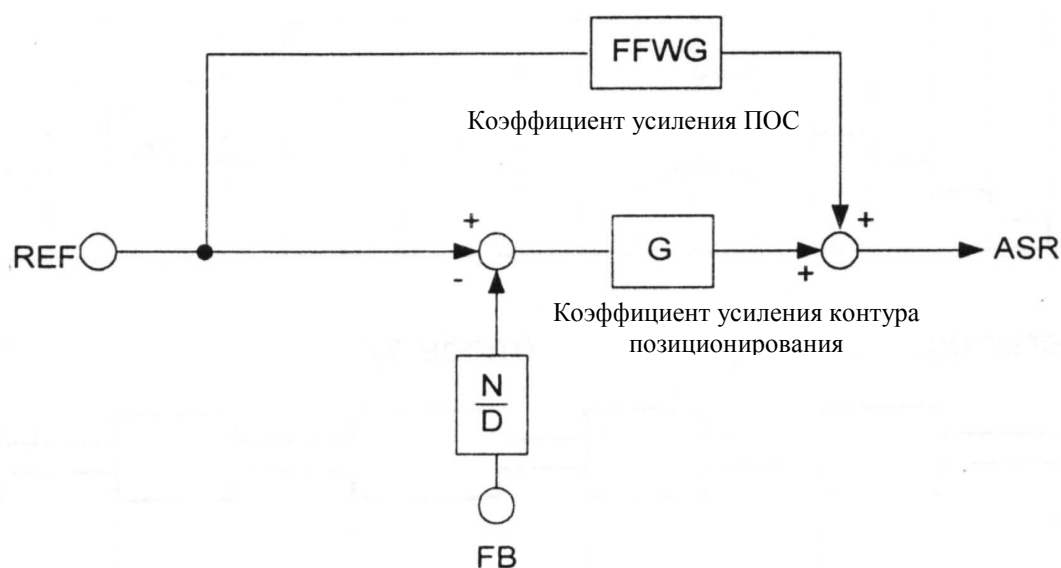 FFWG
Коэффициент усиления ПОС
+
+
REF
G
ASR
-
+
Коэффициент усиления контура
позиционирования
N
D
FB